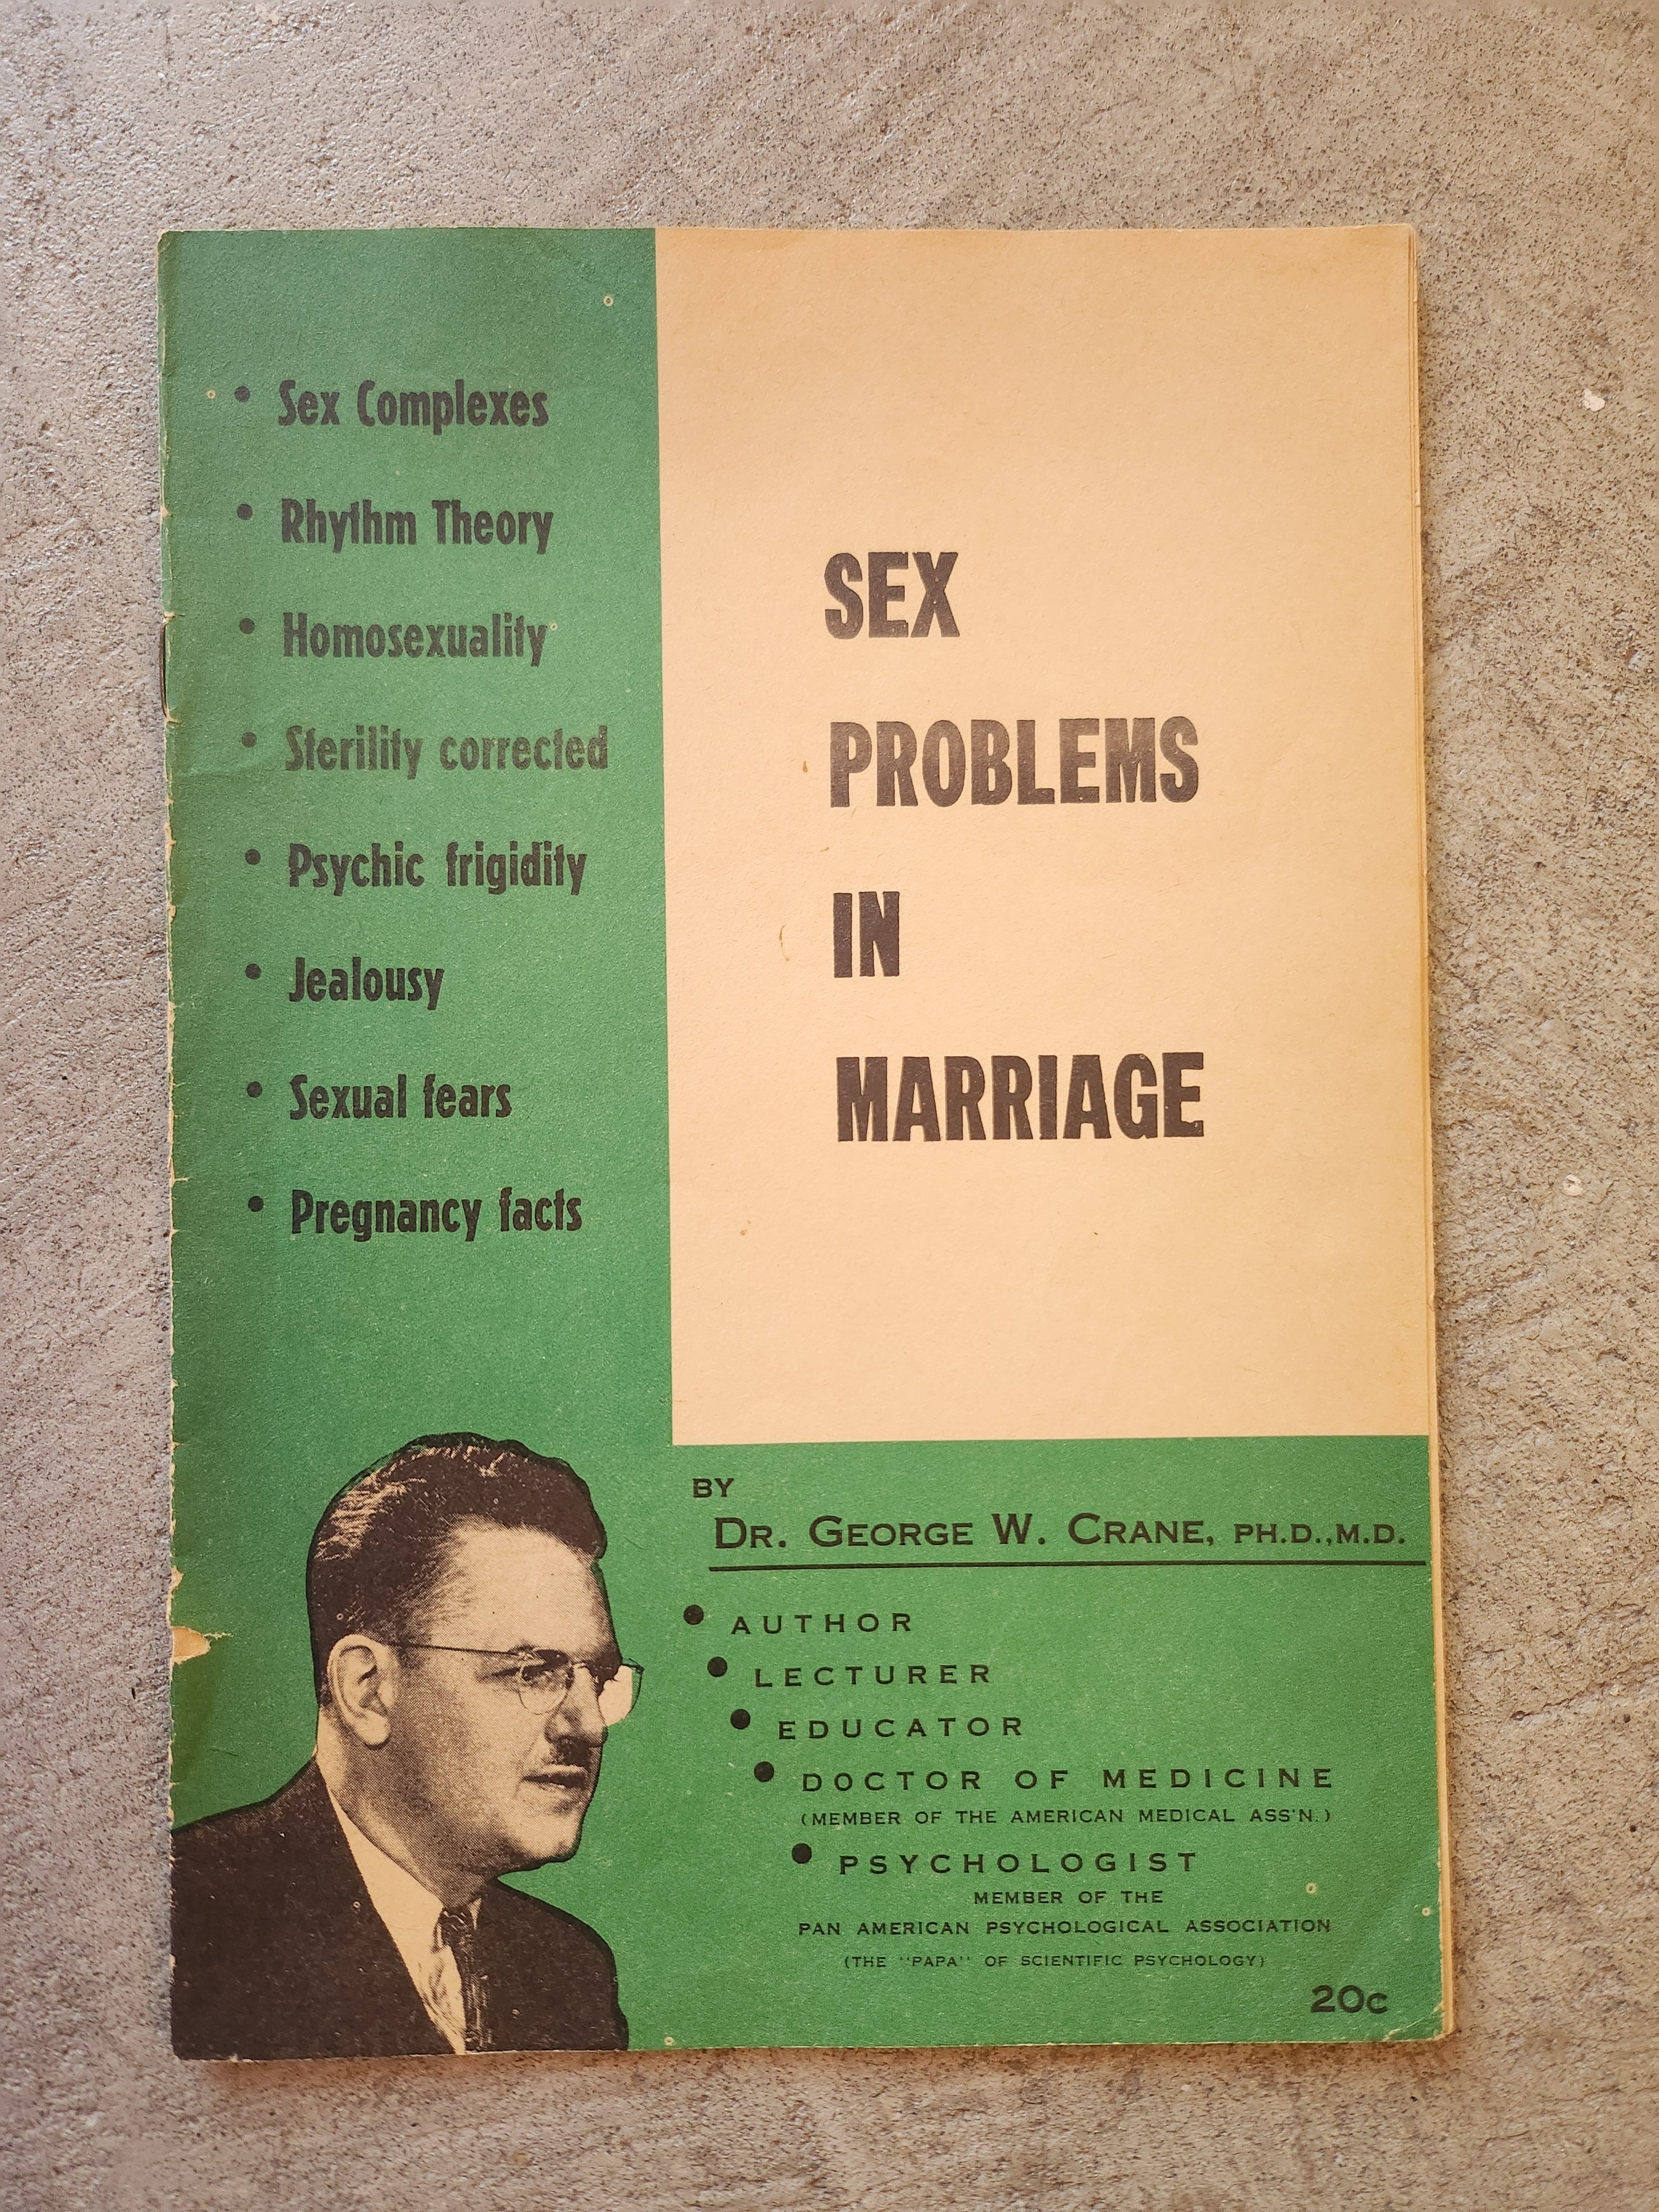 • Sex Complexes
• Rhythm Theory
• Homosexuality
• Sterility corrected
• Psychic frigidity
• Jealousy
• Sexual fears
• Pregnancy facts
SEX
PROBLEMS
IN
MARRIAGE
BY
DR. GEORGE W. CRANE, PH.D., M.D.
• AUTHOR
• LECTURER
• EDUCATOR
• DOCTOR OF MEDICINE
(MEMBER OF THE AMERICAN MEDICAL ASS'N.)
• PSYCHOLOGIST
MEMBER OF THE
PAN AMERICAN PSYCHOLOGICAL ASSOCIATION
(THE "PAPA" OF SCIENTIFIC PSYCHOLOGY)
20c